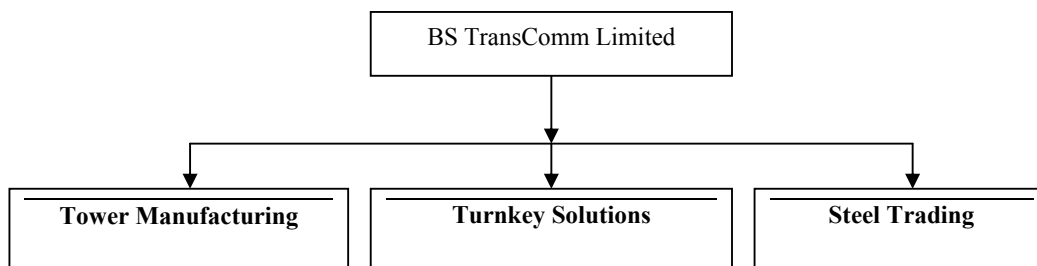 BS TransComm Limited
Tower Manufacturing
Turnkey Solutions
Steel Trading